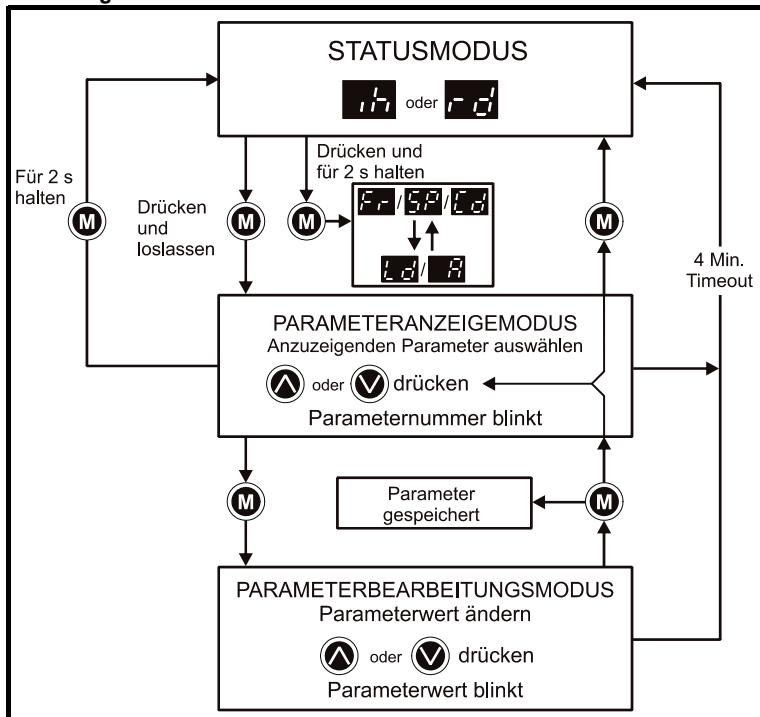 STATUSMODUS
ih oder rd
Drücken und
für 2 s halten
Für 2 s
halten
M
Drücken
und
loslassen
M
M
Fr / SP / Cd
Ld / A
M
4 Min.
Timeout
PARAMETERANZEIGEMODUS
Anzuzeigenden Parameter auswählen
oder drücken
Parameternummer blinkt
M
Parameter
gespeichert
M
PARAMETERBEARBEITUNGSMODUS
Parameterwert ändern
oder drücken
Parameterwert blinkt